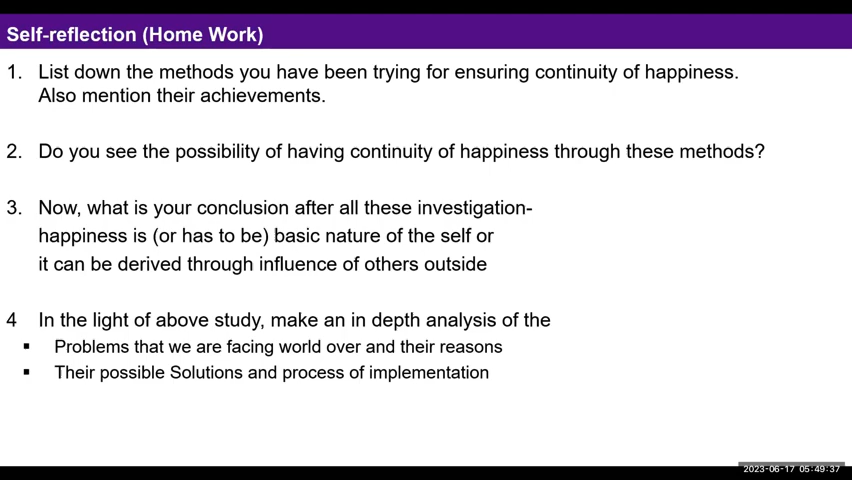 Self-reflection (Home Work)
1. List down the methods you have been trying for ensuring continuity of happiness.
Also mention their achievements.
2. Do you see the possibility of having continuity of happiness through these methods?
3. Now, what is your conclusion after all these investigation-
happiness is (or has to be) basic nature of the self or
it can be derived through influence of others outside
4 In the light of above study, make an in depth analysis of the
▪ Problems that we are facing world over and their reasons
▪ Their possible Solutions and process of implementation
2023-06-17 05:49:37